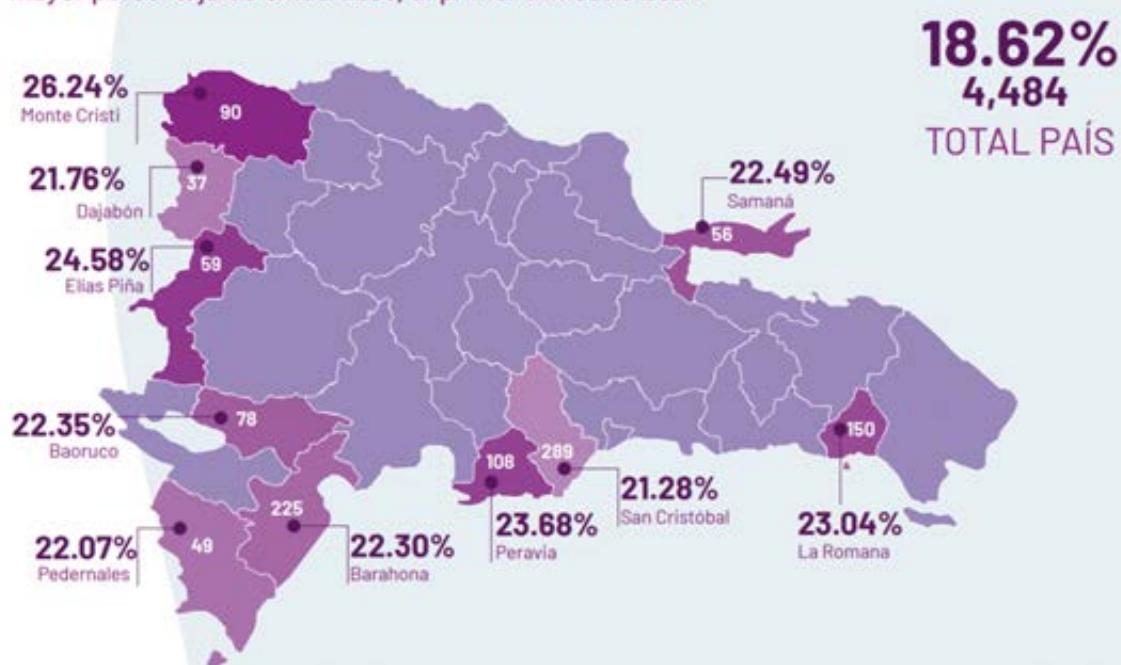 18.62%
4,484
TOTAL PAÍS
26.24%
Monte Cristi
90
21.76%
Dajabón
37
24.58%
Elías Piña
59
22.49%
Samaná
56
22.35%
Baoruco
78
22.07%
Pedernales
49
225
22.30%
Barahona
108
23.68%
Peravia
289
21.28%
San Cristóbal
150
23.04%
La Romana